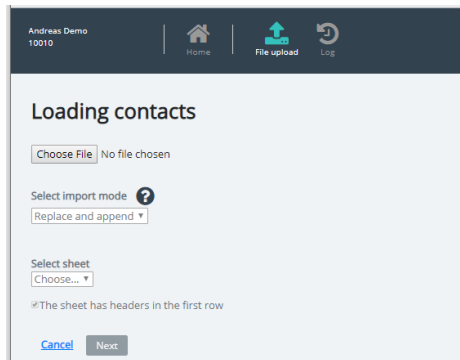 Andreas Demo
10010
Home
File upload
Log
Loading contacts
Choose File No file chosen
Select import mode ?
Replace and append
Select sheet
Choose...
The sheet has headers in the first row
Cancel Next